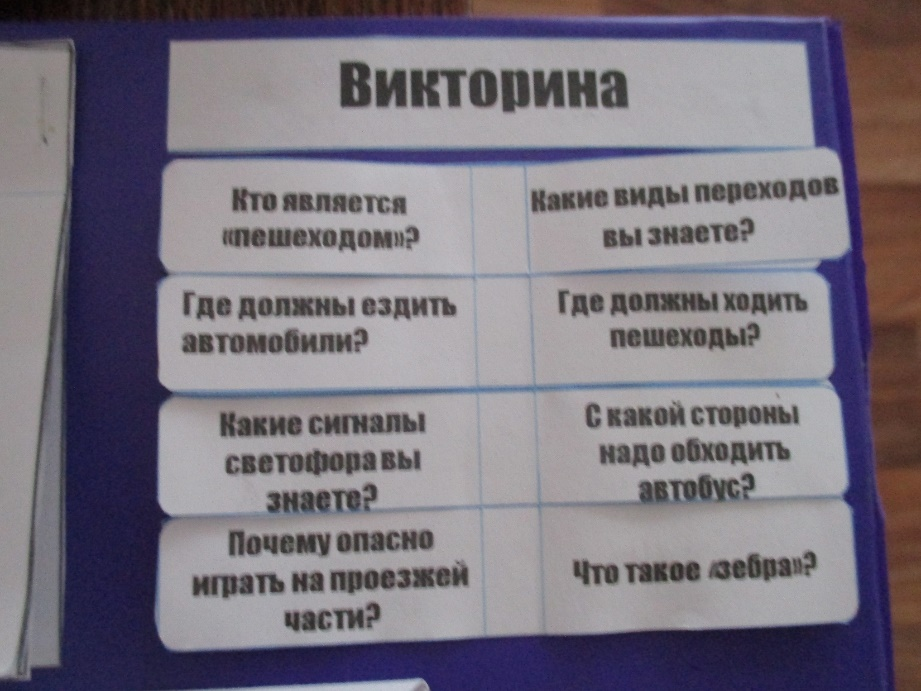 Викторина
Кто является
«пешеходом»?
Какие виды переходов
вы знаете?
Где должны ездить
автомобили?
Где должны ходить
пешеходы?
Какие сигналы
светофора вы
знаете?
С какой стороны
надо обходить
автобус?
Почему опасно
играть на проезжей
части?
Что такое «зебра»?